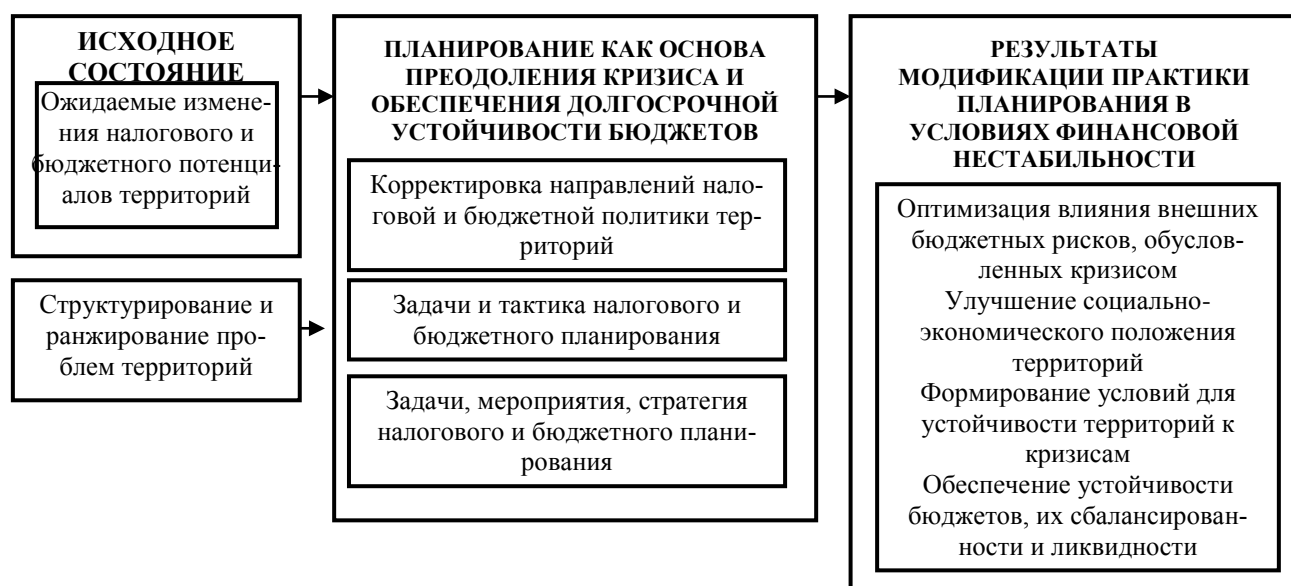 ИСХОДНОЕ
СОСТОЯНИЕ
Ожидаемые измене-
ния налогового и
бюджетного потенци-
алов территорий
Структурирование и
ранжирование про-
блем территорий
ПЛАНИРОВАНИЕ КАК ОСНОВА
ПРЕОДОЛЕНИЯ КРИЗИСА И
ОБЕСПЕЧЕНИЯ ДОЛГОСРОЧНОЙ
УСТОЙЧИВОСТИ БЮДЖЕТОВ
Корректировка направлений нало-
говой и бюджетной политики тер-
риторий
Задачи и тактика налогового и
бюджетного планирования
Задачи, мероприятия, стратегия
налогового и бюджетного плани-
рования
РЕЗУЛЬТАТЫ
МОДИФИКАЦИИ ПРАКТИКИ
ПЛАНИРОВАНИЯ В
УСЛОВИЯХ ФИНАНСОВОЙ
НЕСТАБИЛЬНОСТИ
Оптимизация влияния внешних
бюджетных рисков, обуслов-
ленных кризисом
Улучшение социально-
экономического положения
территорий
Формирование условий для
устойчивости территорий к
кризисам
Обеспечение устойчивости
бюджетов, их сбалансирован-
ности и ликвидности